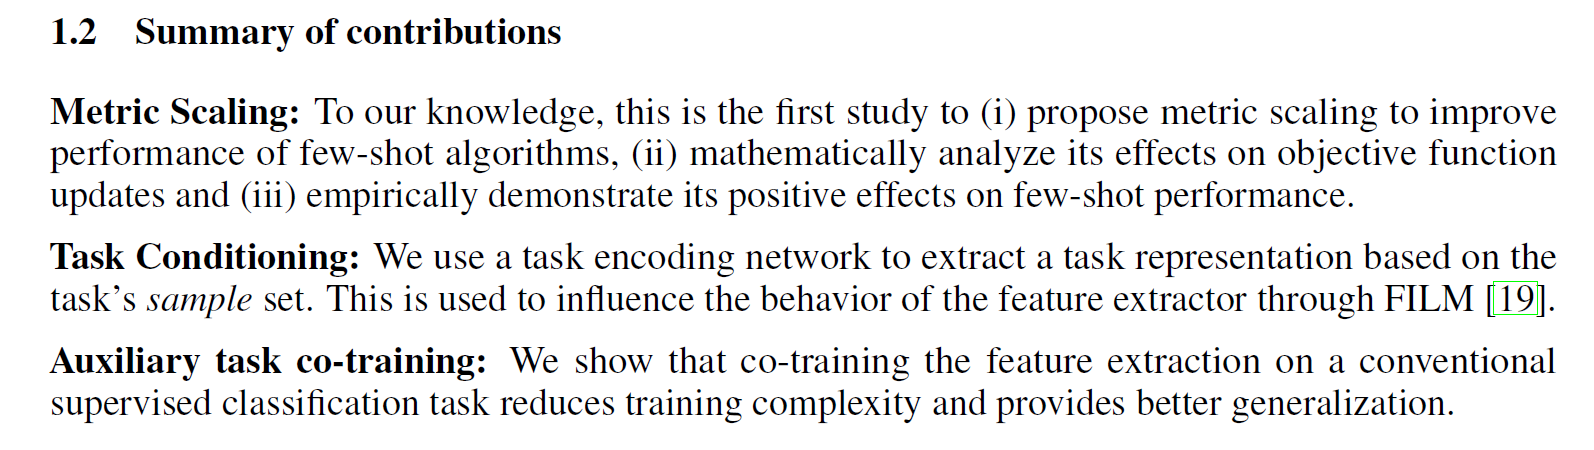 1.2 Summary of contributions
Metric Scaling: To our knowledge, this is the first study to (i) propose metric scaling to improve
performance of few-shot algorithms, (ii) mathematically analyze its effects on objective function
updates and (iii) empirically demonstrate its positive effects on few-shot performance.
Task Conditioning: We use a task encoding network to extract a task representation based on the
task's sample set. This is used to influence the behavior of the feature extractor through FILM [19].
Auxiliary task co-training: We show that co-training the feature extraction on a conventional
supervised classification task reduces training complexity and provides better generalization.